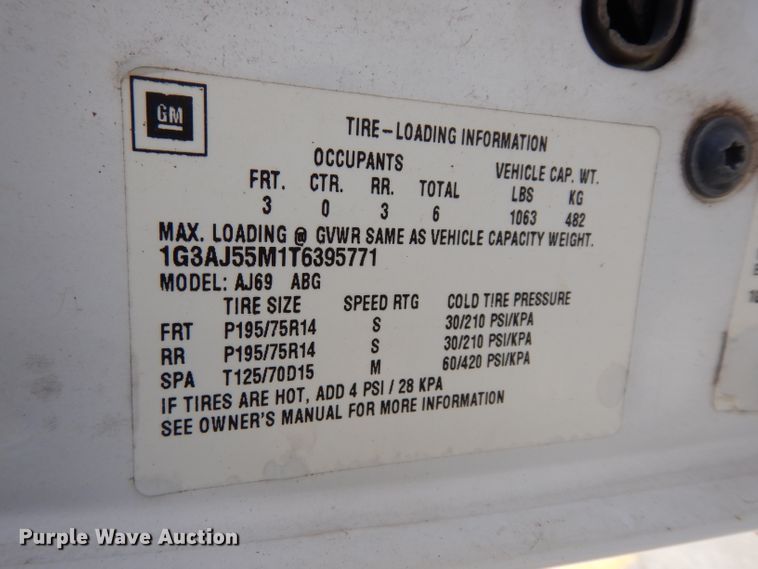 GM
TIRE-LOADING INFORMATION
OCCUPANTS VEHICLE CAP. WT.
FRT. CTR. RR. TOTAL LBS KG
3 0 3 6 1063 482
MAX. LOADING @ GVWR SAME AS VEHICLE CAPACITY WEIGHT.
1G3AJ55M1T6395771
MODEL: AJ69 ABG
TIRE SIZE SPEED RTG COLD TIRE PRESSURE
FRT P195/75R14 S 30/210 PSI/KPA
RR P195/75R14 S 30/210 PSI/KPA
SPA T125/70D15 M 60/420 PSI/KPA
IF TIRES ARE HOT, ADD 4 PSI / 28 KPA
SEE OWNER'S MANUAL FOR MORE INFORMATION
Purple Wave Auction